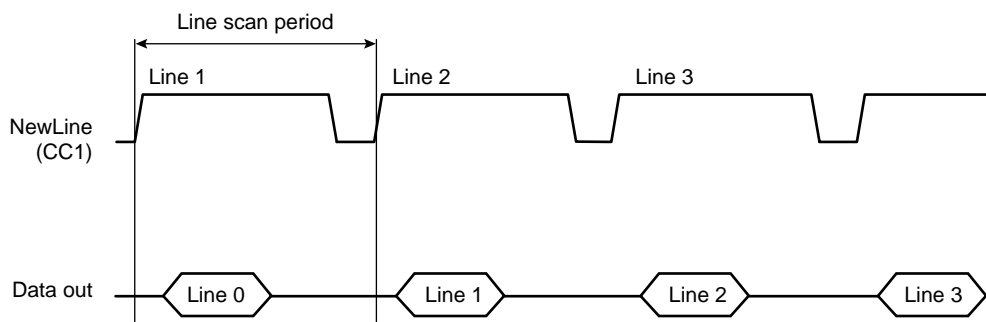 Line scan period
Line 1
Line 2
Line 3
NewLine
(CC1)
Data out
Line 0
Line 1
Line 2
Line 3